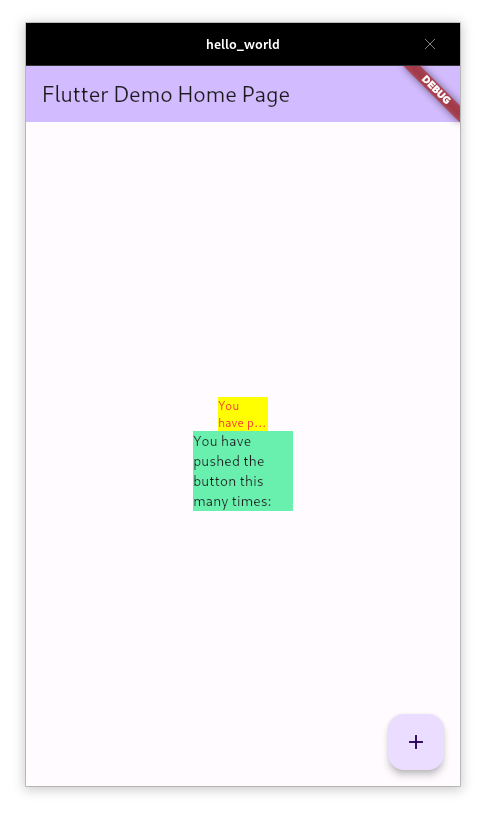 hello_world
Flutter Demo Home Page
DEBUG
You
have p...
You have
pushed the
button this
many times:
+